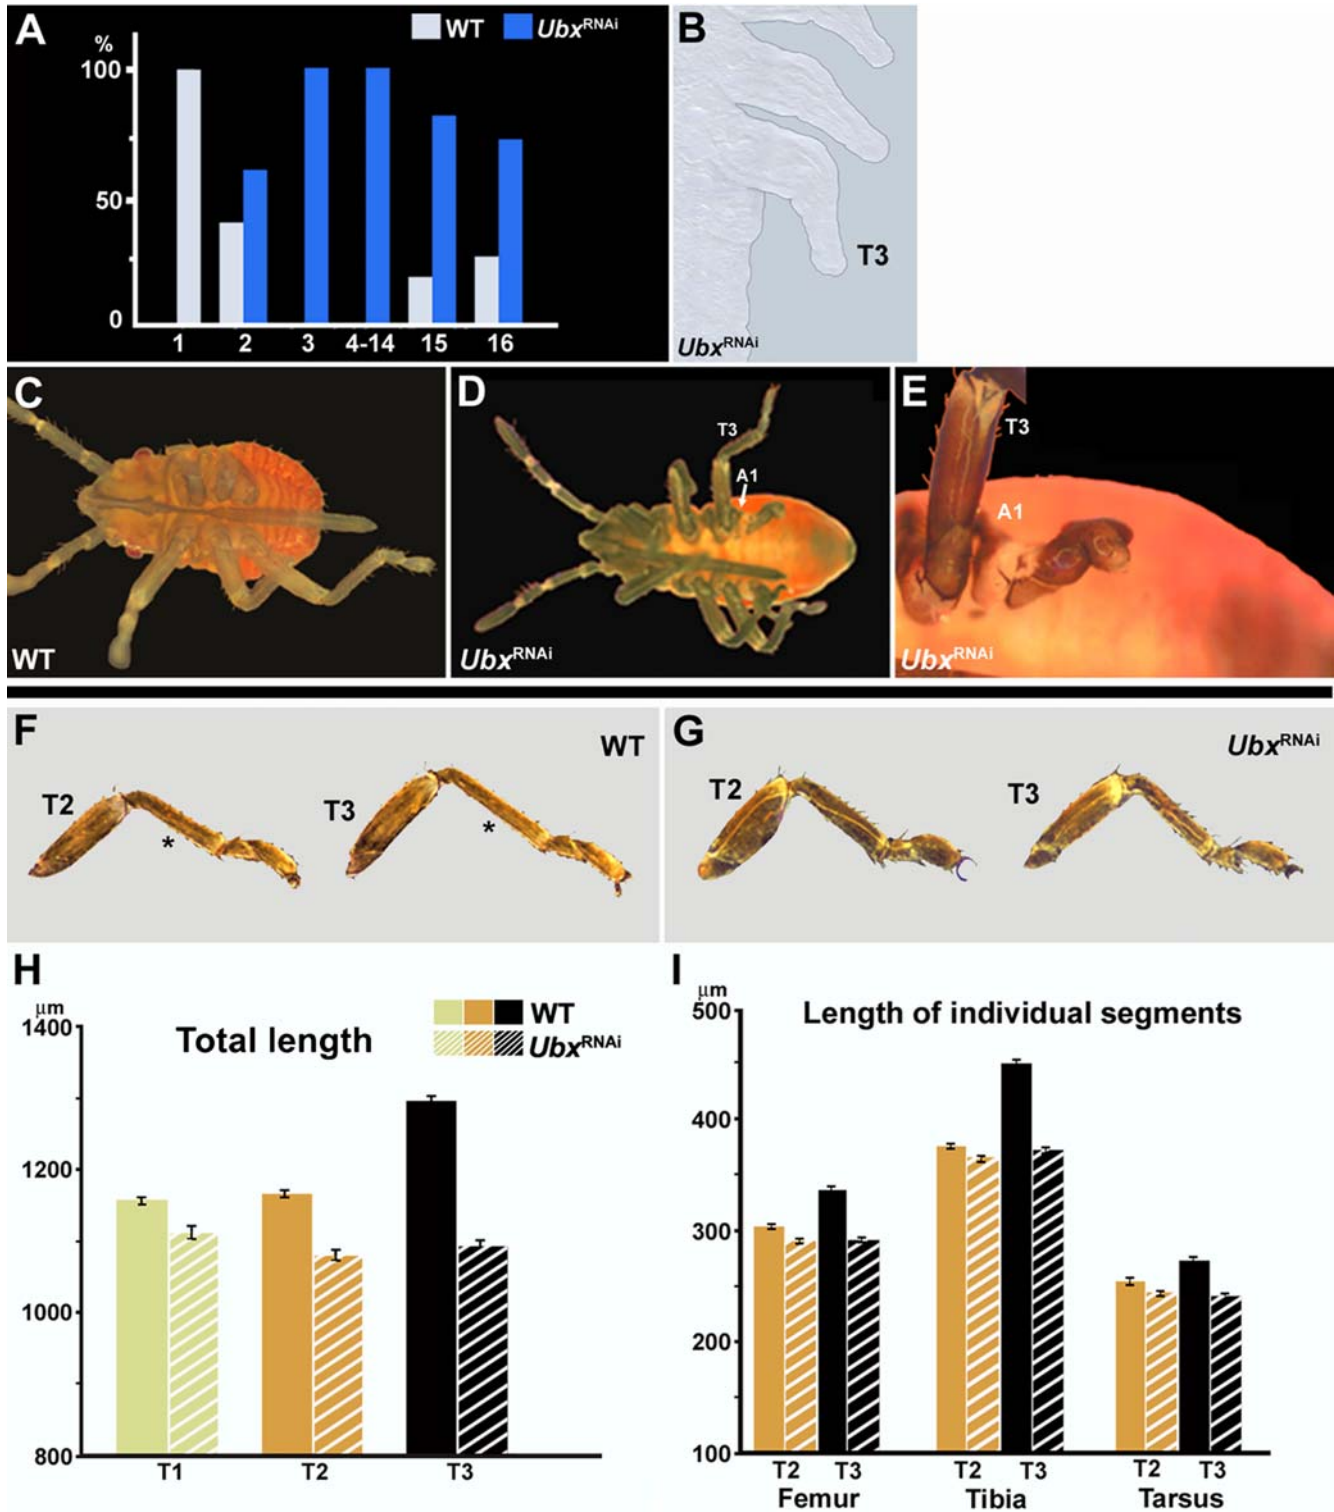 A
WT
Ubx^RNAi
%
100
50
0
1
2
3
4-14
15
16
B
T3
Ubx^RNAi
C
WT
D
T3
A1
Ubx^RNAi
E
T3
A1
Ubx^RNAi
F
WT
T2
T3
*
*
G
Ubx^RNAi
T2
T3
H
μm
Total length
WT
Ubx^RNAi
1400
1200
1000
800
T1
T2
T3
I
μm
Length of individual segments
500
400
300
200
100
T2
T3
T2
T3
T2
T3
Femur
Tibia
Tarsus